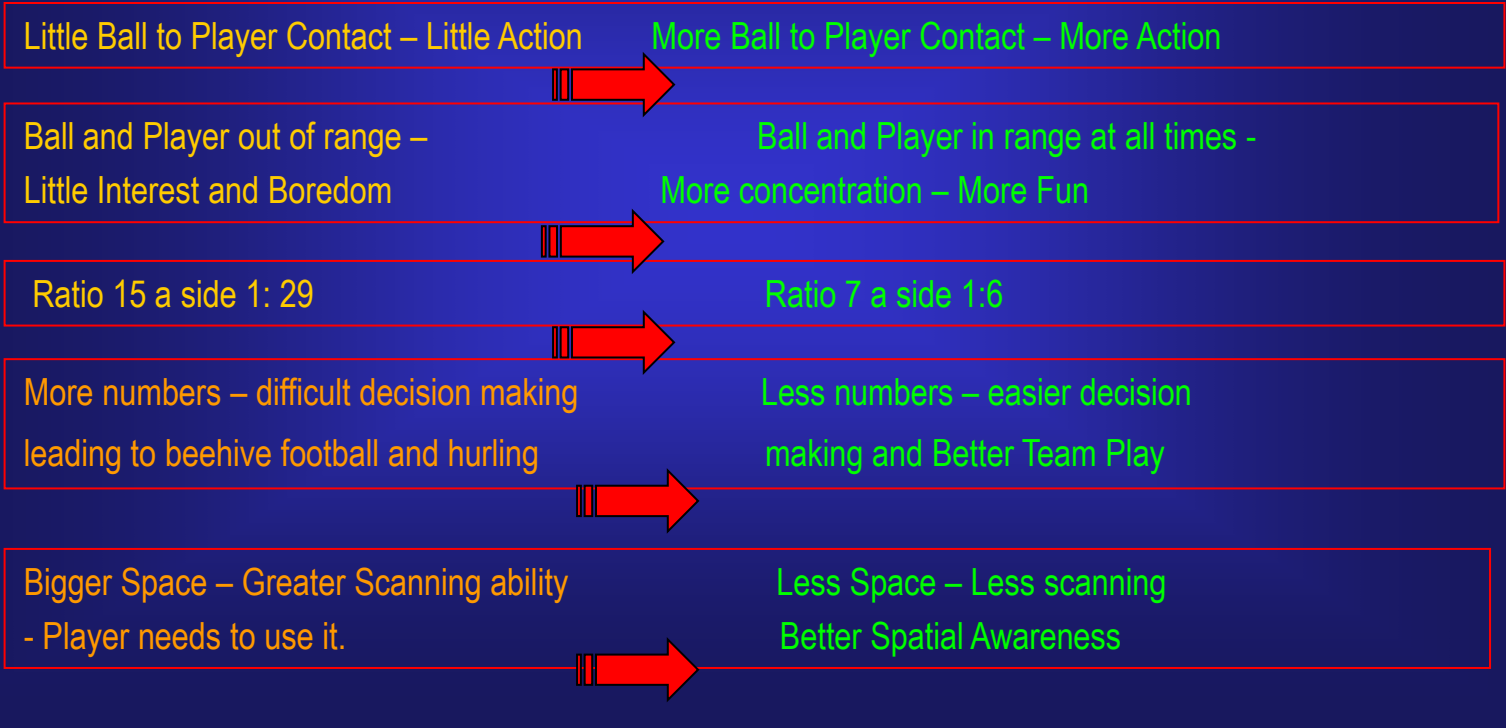 Little Ball to Player Contact – Little Action More Ball to Player Contact – More Action
Ball and Player out of range – Ball and Player in range at all times -
Little Interest and Boredom More concentration – More Fun
Ratio 15 a side 1: 29 Ratio 7 a side 1:6
More numbers – difficult decision making Less numbers – easier decision
leading to beehive football and hurling making and Better Team Play
Bigger Space – Greater Scanning ability Less Space – Less scanning
- Player needs to use it. Better Spatial Awareness